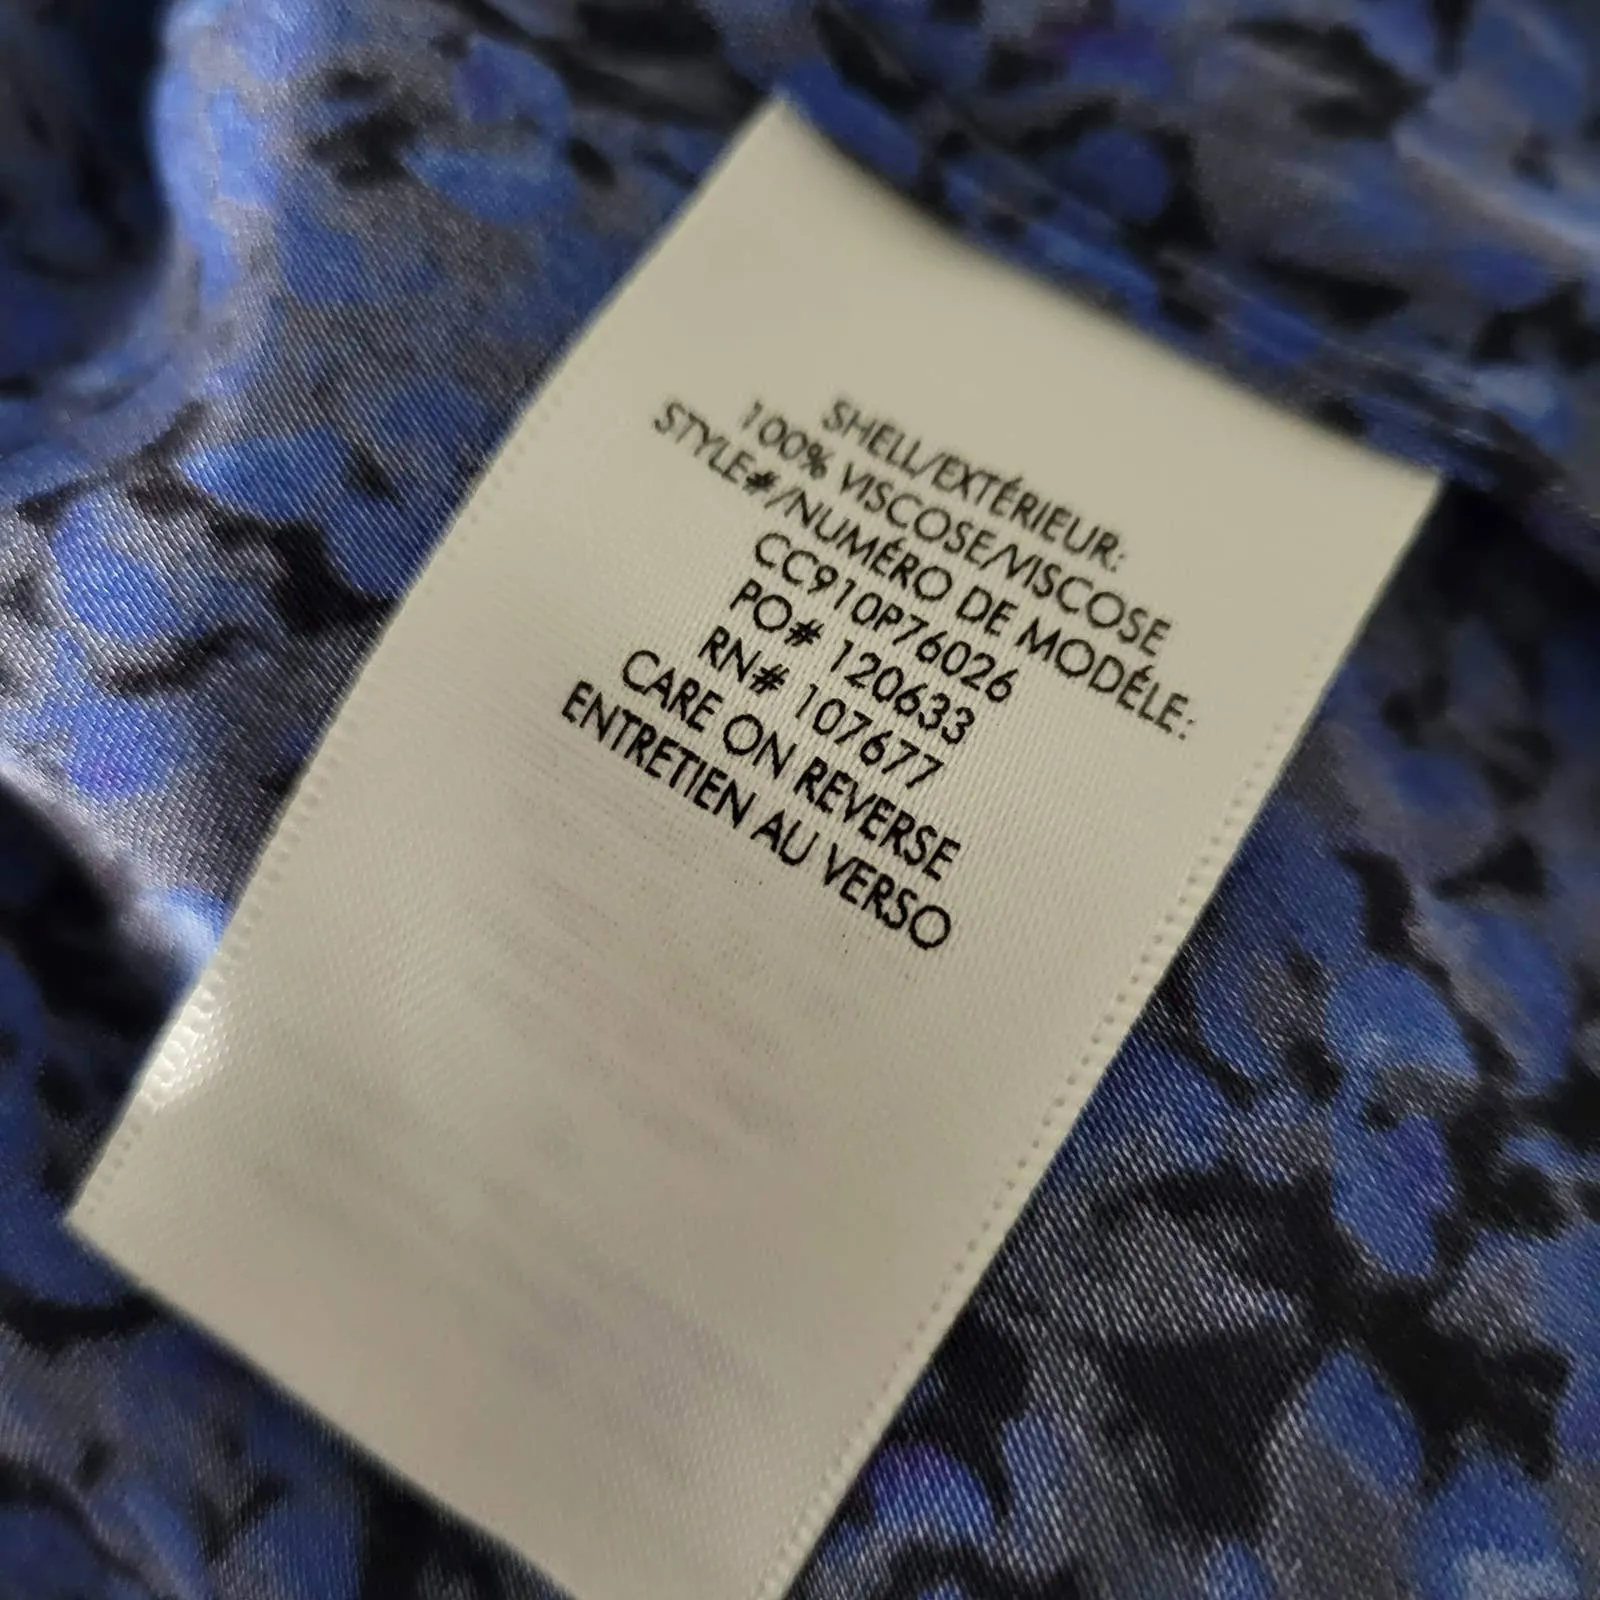 SHELL/EXTÉRIEUR:
100% VISCOSE/VISCOSE
STYLE#/NUMÉRO DE MODÉLE:
CC910P76026
PO# 120633
RN# 107677
CARE ON REVERSE
ENTRETIEN AU VERSO